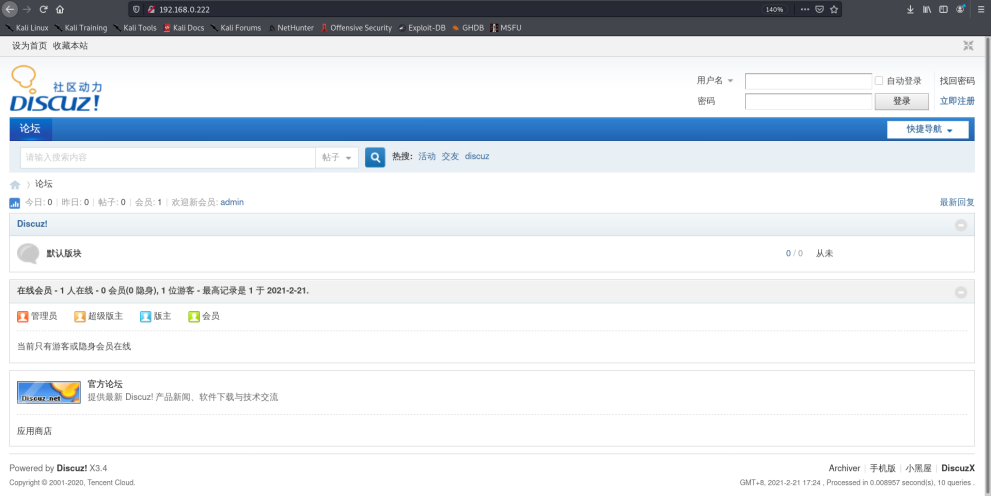 192.168.0.222 140%
Kali Linux Kali Training Kali Tools Kali Docs Kali Forums NetHunter Offensive Security Exploit-DB GHDB MSFU
设为首页 收藏本站
社区动力
DISCUZ!
用户名 自动登录 找回密码
密码 登录 立即注册
论坛 快捷导航
请输入搜索内容 帖子 热搜: 活动 交友 discuz
论坛
今日: 0 | 昨日: 0 | 帖子: 0 | 会员: 1 | 欢迎新会员: admin 最新回复
Discuz!
默认版块 0 / 0 从未
在线会员 - 1 人在线 - 0 会员(0 隐身), 1 位游客 - 最高记录是 1 于 2021-2-21.
管理员 超级版主 版主 会员
当前只有游客或隐身会员在线
官方论坛
Discuz.net 提供最新 Discuz! 产品新闻、软件下载与技术交流
应用商店
Powered by Discuz! X3.4 Archiver | 手机版 | 小黑屋 | DiscuzX
Copyright © 2001-2020, Tencent Cloud. GMT+8, 2021-2-21 17:24 , Processed in 0.008957 second(s), 10 queries .